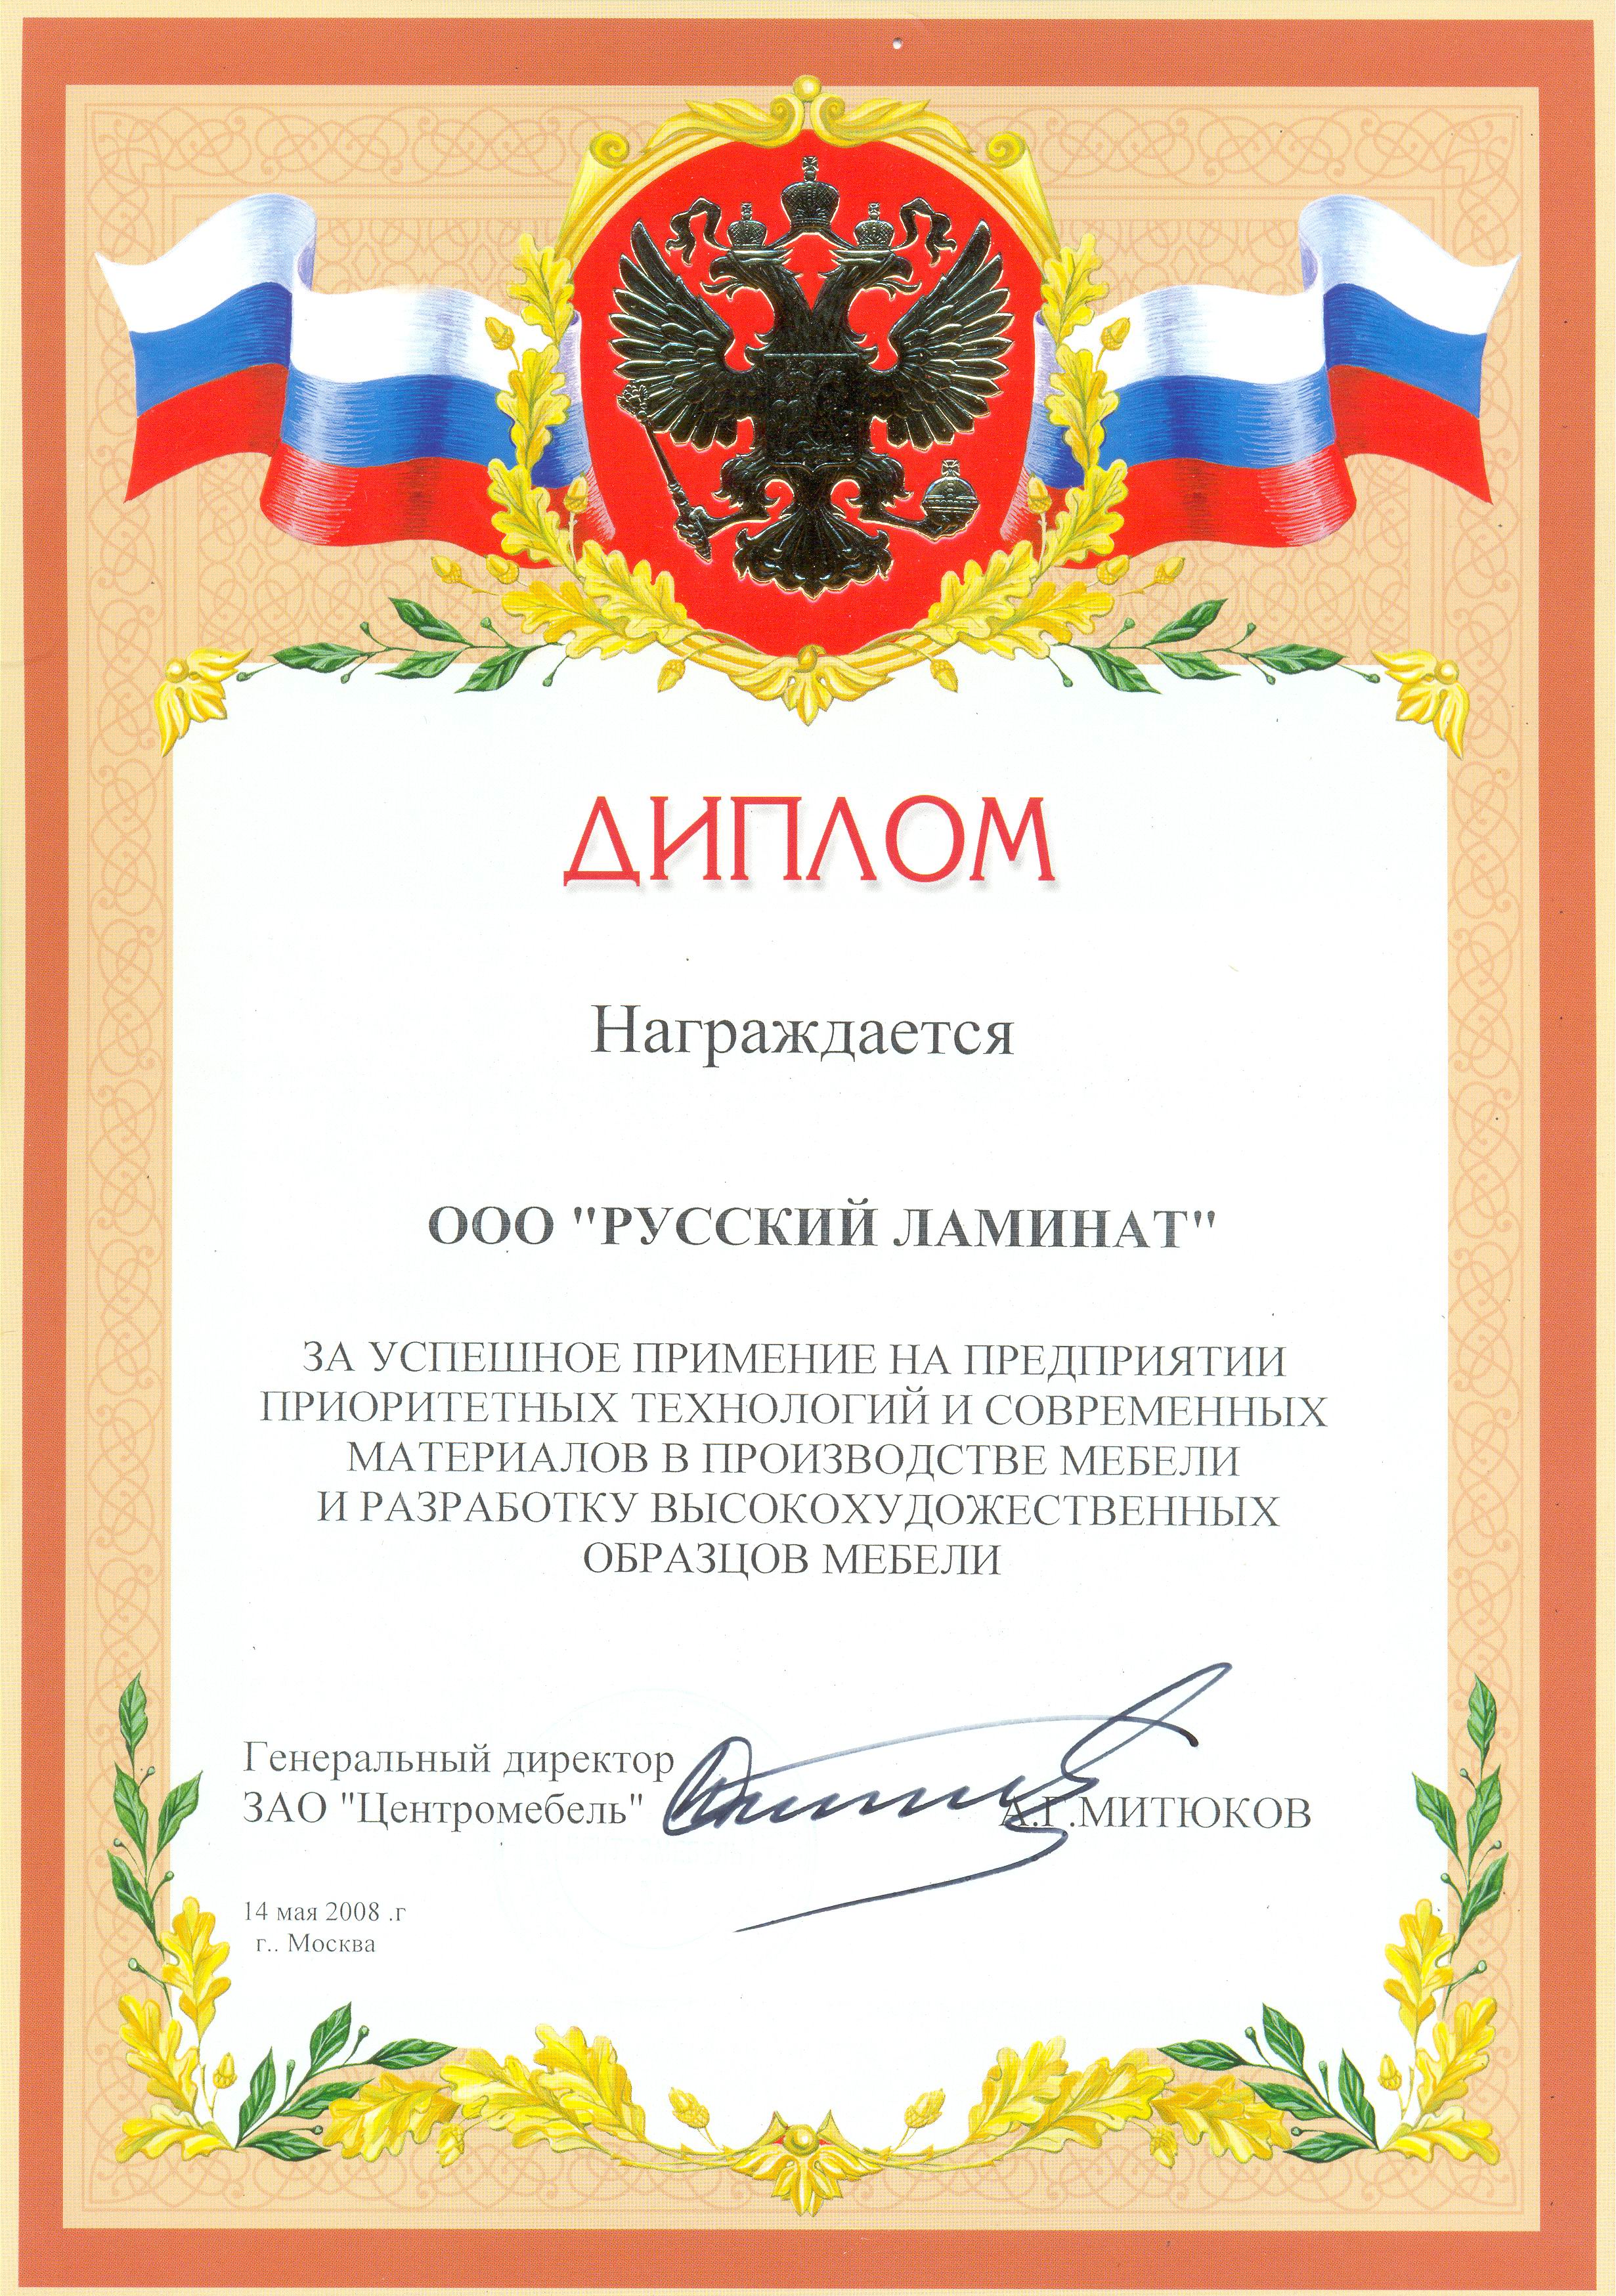 ДИПЛОМ
Награждается
ООО "РУССКИЙ ЛАМИНАТ"
ЗА УСПЕШНОЕ ПРИМЕНИЕ НА ПРЕДПРИЯТИИ
ПРИОРИТЕТНЫХ ТЕХНОЛОГИЙ И СОВРЕМЕННЫХ
МАТЕРИАЛОВ В ПРОИЗВОДСТВЕ МЕБЕЛИ
И РАЗРАБОТКУ ВЫСОКОХУДОЖЕСТВЕННЫХ
ОБРАЗЦОВ МЕБЕЛИ
Генеральный директор
ЗАО "Центромебель" А.Г.МИТЮКОВ
14 мая 2008 .г
г.. Москва